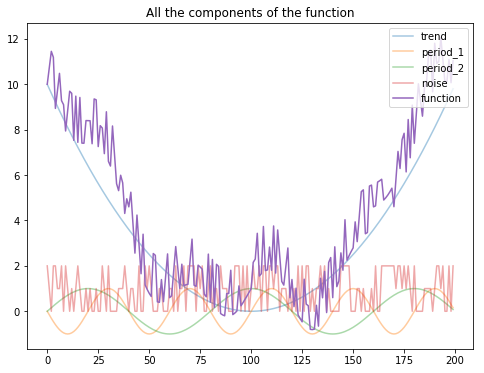 All the components of the function
12
10
8
6
4
2
0
trend
period_1
period_2
noise
function
0
25
50
75
100
125
150
175
200